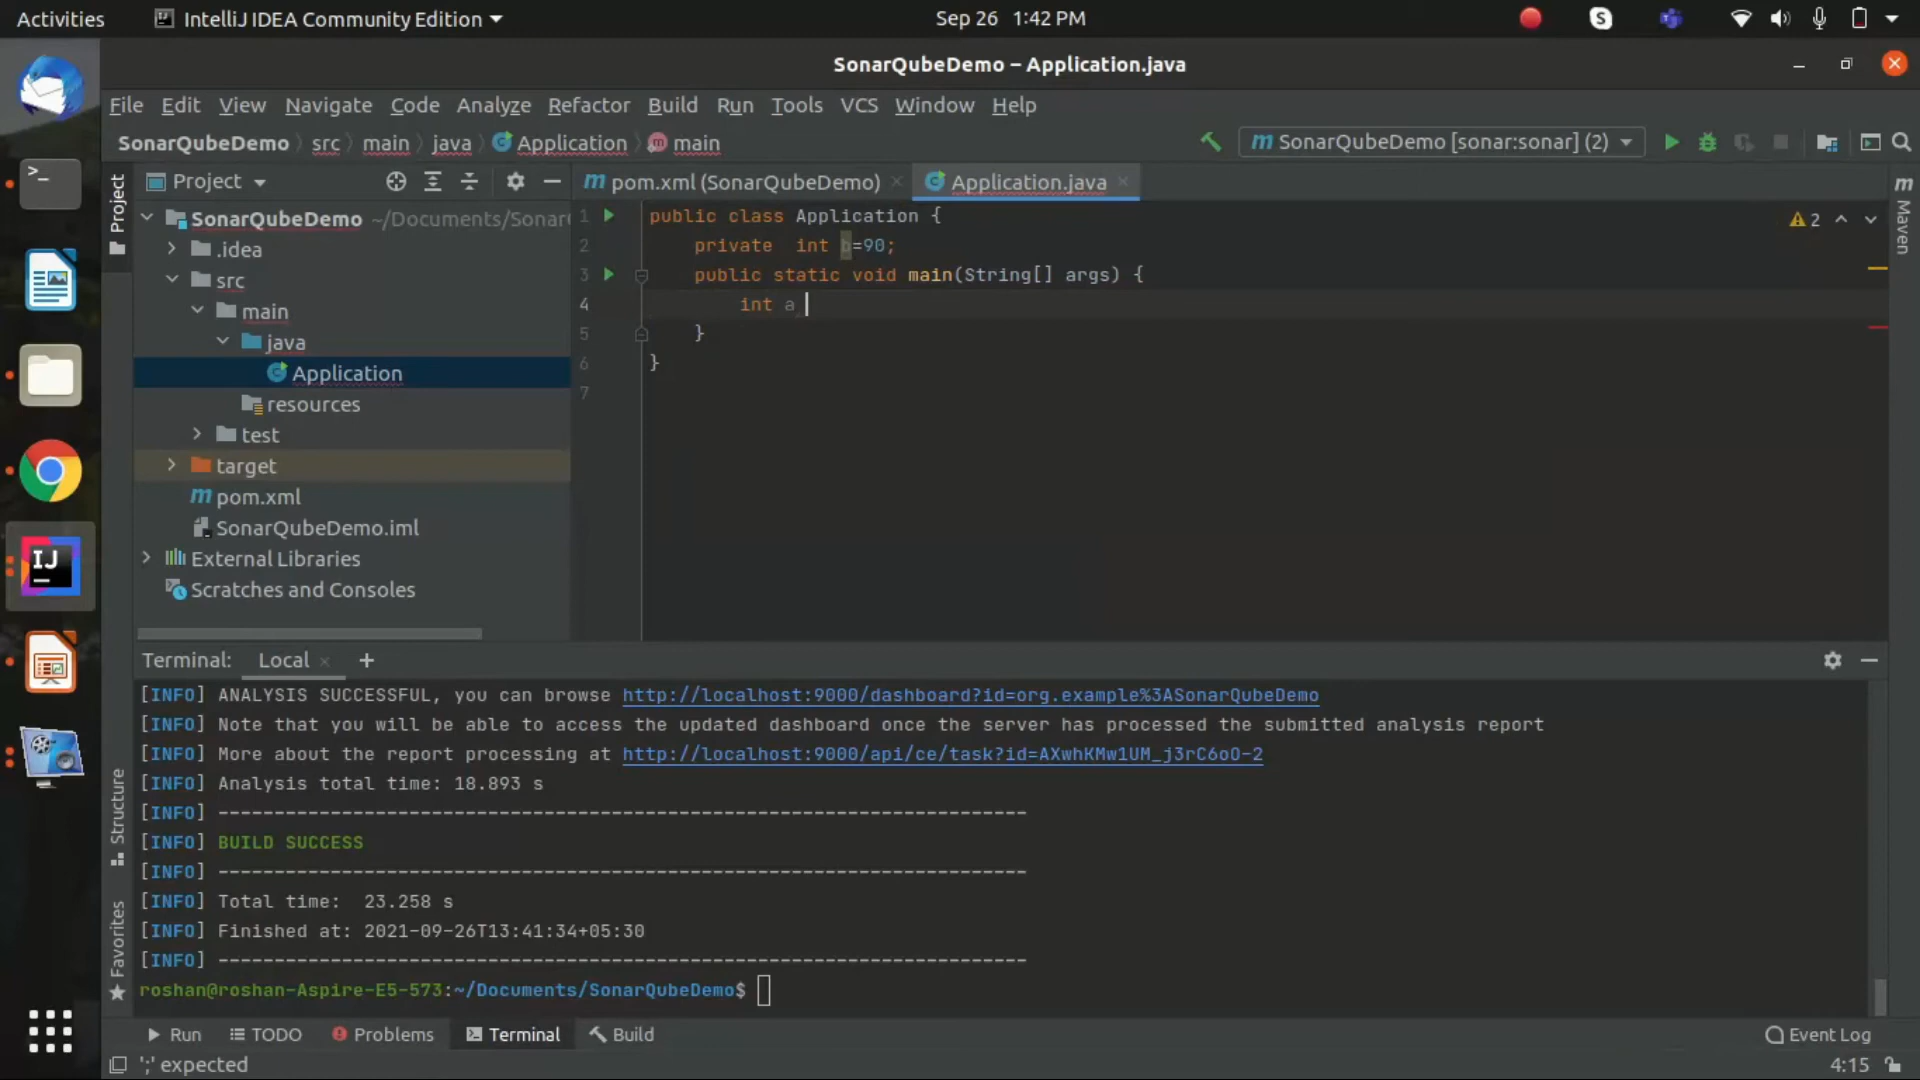 Activities IntelliJ IDEA Community Edition Sep 26 1:42 PM
SonarQubeDemo – Application.java
File Edit View Navigate Code Analyze Refactor Build Run Tools VCS Window Help
SonarQubeDemo src main java Application main SonarQubeDemo [sonar:sonar] (2)
Project pom.xml (SonarQubeDemo) Application.java
Project
Maven
SonarQubeDemo ~/Documents/Sonar
.idea
src
main
java
Application
resources
test
target
pom.xml
SonarQubeDemo.iml
External Libraries
Scratches and Consoles
1 public class Application {
2 private  int b=90;
3 public static void main(String[] args) {
4 int a
5 }
6 }
7
2
Terminal: Local +
[INFO] ANALYSIS SUCCESSFUL, you can browse http://localhost:9000/dashboard?id=org.example%3ASonarQubeDemo
[INFO] Note that you will be able to access the updated dashboard once the server has processed the submitted analysis report
[INFO] More about the report processing at http://localhost:9000/api/ce/task?id=AXwhKMw1UM_j3rC6oO-2
[INFO] Analysis total time: 18.893 s
[INFO] ------------------------------------------------------------------------
[INFO] BUILD SUCCESS
[INFO] ------------------------------------------------------------------------
[INFO] Total time:  23.258 s
[INFO] Finished at: 2021-09-26T13:41:34+05:30
[INFO] ------------------------------------------------------------------------
roshan@roshan-Aspire-E5-573:~/Documents/SonarQubeDemo$
Structure
Favorites
Run TODO Problems Terminal Build Event Log
';' expected 4:15